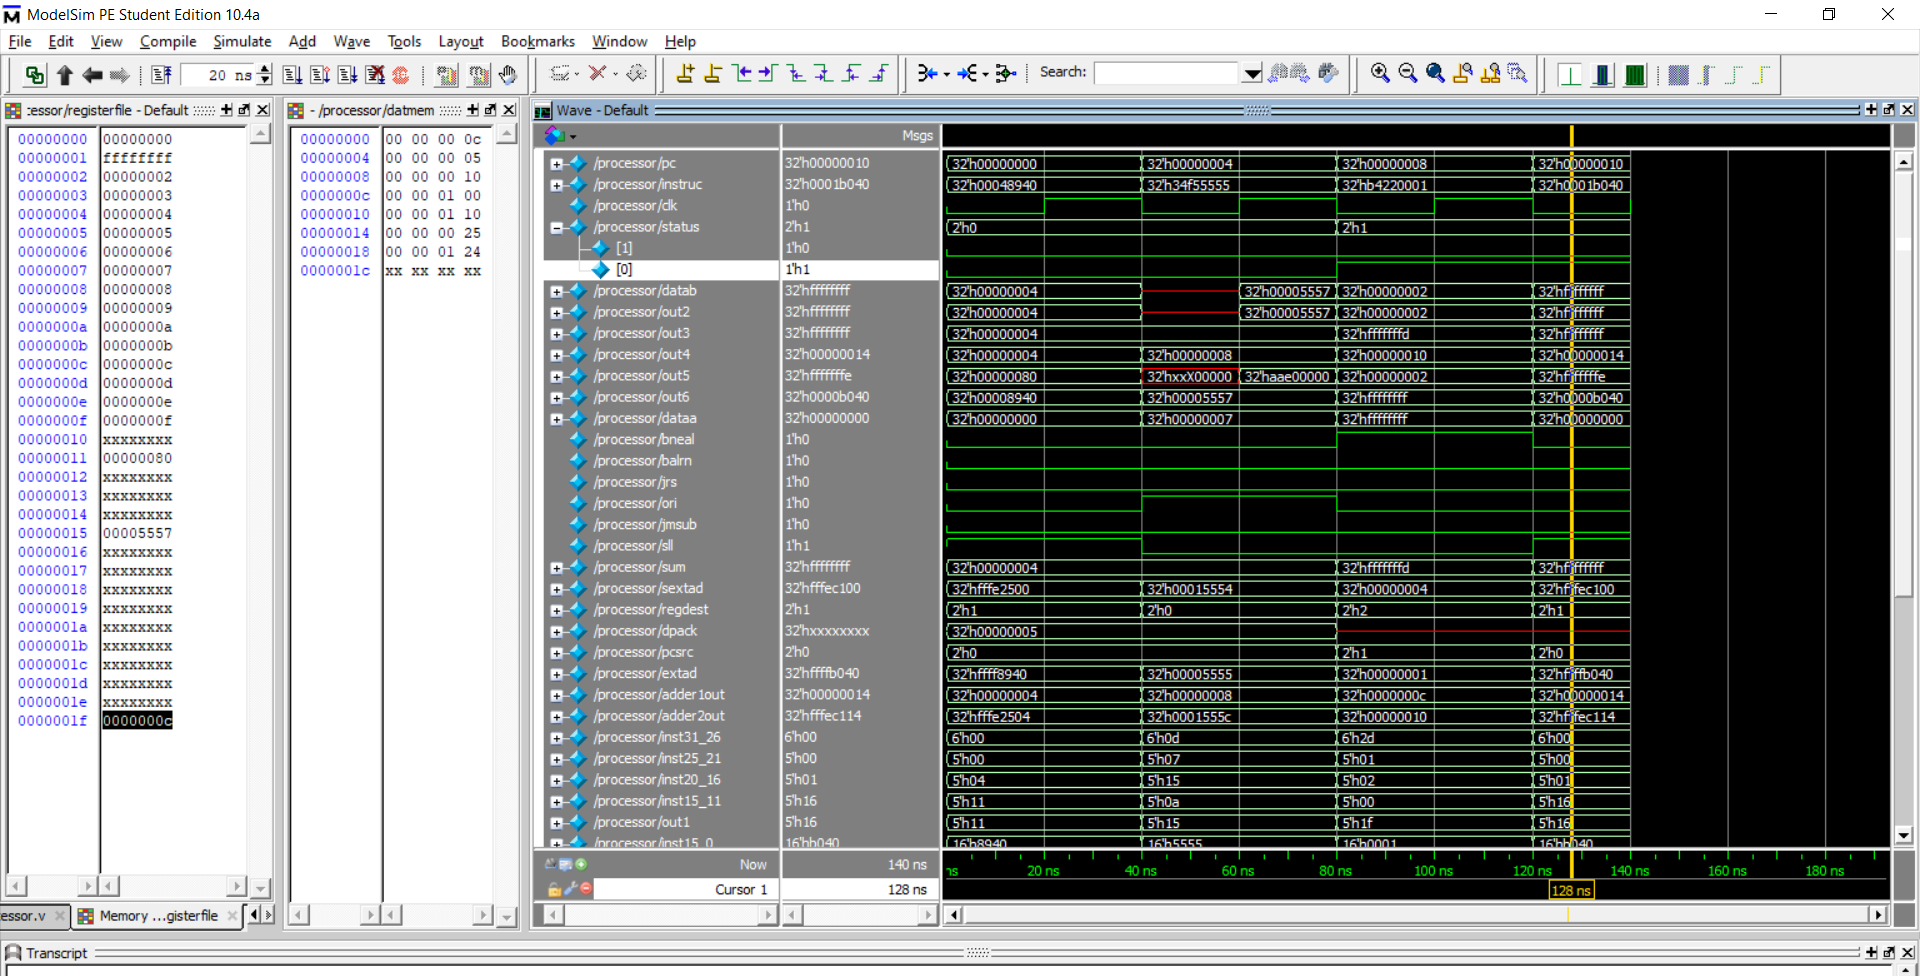 ModelSim PE Student Edition 10.4a
File Edit View Compile Simulate Add Wave Tools Layout Bookmarks Window Help
20 ns Search:
:essor/registerfile - Default
00000000 00000000
00000001 ffffffff
00000002 00000002
00000003 00000003
00000004 00000004
00000005 00000005
00000006 00000006
00000007 00000007
00000008 00000008
00000009 00000009
0000000a 0000000a
0000000b 0000000b
0000000c 0000000c
0000000d 0000000d
0000000e 0000000e
0000000f 0000000f
00000010 xxxxxxxx
00000011 00000080
00000012 xxxxxxxx
00000013 xxxxxxxx
00000014 xxxxxxxx
00000015 00005557
00000016 xxxxxxxx
00000017 xxxxxxxx
00000018 xxxxxxxx
00000019 xxxxxxxx
0000001a xxxxxxxx
0000001b xxxxxxxx
0000001c xxxxxxxx
0000001d xxxxxxxx
0000001e xxxxxxxx
0000001f 0000000c
essor.v Memory ...gisterfile
- /processor/datmem
00000000 00 00 00 0c
00000004 00 00 00 05
00000008 00 00 00 10
0000000c 00 00 01 00
00000010 00 00 01 10
00000014 00 00 00 25
00000018 00 00 01 24
0000001c xx xx xx xx
Wave - Default
Msgs
/processor/pc 32'h00000010 32'h00000000 32'h00000004 32'h00000008 32'h00000010
/processor/instruc 32'h0001b040 32'h00048940 32'h34f55555 32'hb4220001 32'h0001b040
/processor/clk 1'h0
/processor/status 2'h1 2'h0 2'h1
[1] 1'h0
[0] 1'h1
/processor/datab 32'hffffffff 32'h00000004 32'h00005557 32'h00000002 32'hffffffff
/processor/out2 32'hffffffff 32'h00000004 32'h00005557 32'h00000002 32'hffffffff
/processor/out3 32'hffffffff 32'h00000004 32'hfffffffd 32'hffffffff
/processor/out4 32'h00000014 32'h00000004 32'h00000008 32'h00000010 32'h00000014
/processor/out5 32'hfffffffe 32'h00000080 32'hxxX00000 32'haae00000 32'h00000002 32'hfffffffe
/processor/out6 32'h0000b040 32'h00008940 32'h00005557 32'hffffffff 32'h0000b040
/processor/dataa 32'h00000000 32'h00000000 32'h00000007 32'hffffffff 32'h00000000
/processor/bneal 1'h0
/processor/balrn 1'h0
/processor/jrs 1'h0
/processor/ori 1'h0
/processor/jmsub 1'h0
/processor/sll 1'h1
/processor/sum 32'hffffffff 32'h00000004 32'hfffffffd 32'hffffffff
/processor/sextad 32'hfffec100 32'hfffe2500 32'h00015554 32'h00000004 32'hfffec100
/processor/regdest 2'h1 2'h1 2'h0 2'h2 2'h1
/processor/dpack 32'hxxxxxxxx 32'h00000005
/processor/pcsrc 2'h0 2'h0 2'h1 2'h0
/processor/extad 32'hffffb040 32'hffff8940 32'h00005555 32'h00000001 32'hffffb040
/processor/adder1out 32'h00000014 32'h00000004 32'h00000008 32'h0000000c 32'h00000014
/processor/adder2out 32'hfffec114 32'hfffe2504 32'h0001555c 32'h00000010 32'hfffec114
/processor/inst31_26 6'h00 6'h00 6'h0d 6'h2d 6'h00
/processor/inst25_21 5'h00 5'h00 5'h07 5'h01 5'h00
/processor/inst20_16 5'h01 5'h04 5'h15 5'h02 5'h01
/processor/inst15_11 5'h16 5'h11 5'h0a 5'h00 5'h16
/processor/out1 5'h16 5'h11 5'h15 5'h1f 5'h16
/processor/inst15_0 16'hb040 16'h8940 16'h5555 16'h0001 16'hb040
Now 140 ns ns 20 ns 40 ns 60 ns 80 ns 100 ns 120 ns 140 ns 160 ns 180 ns
Cursor 1 128 ns 128 ns
Transcript